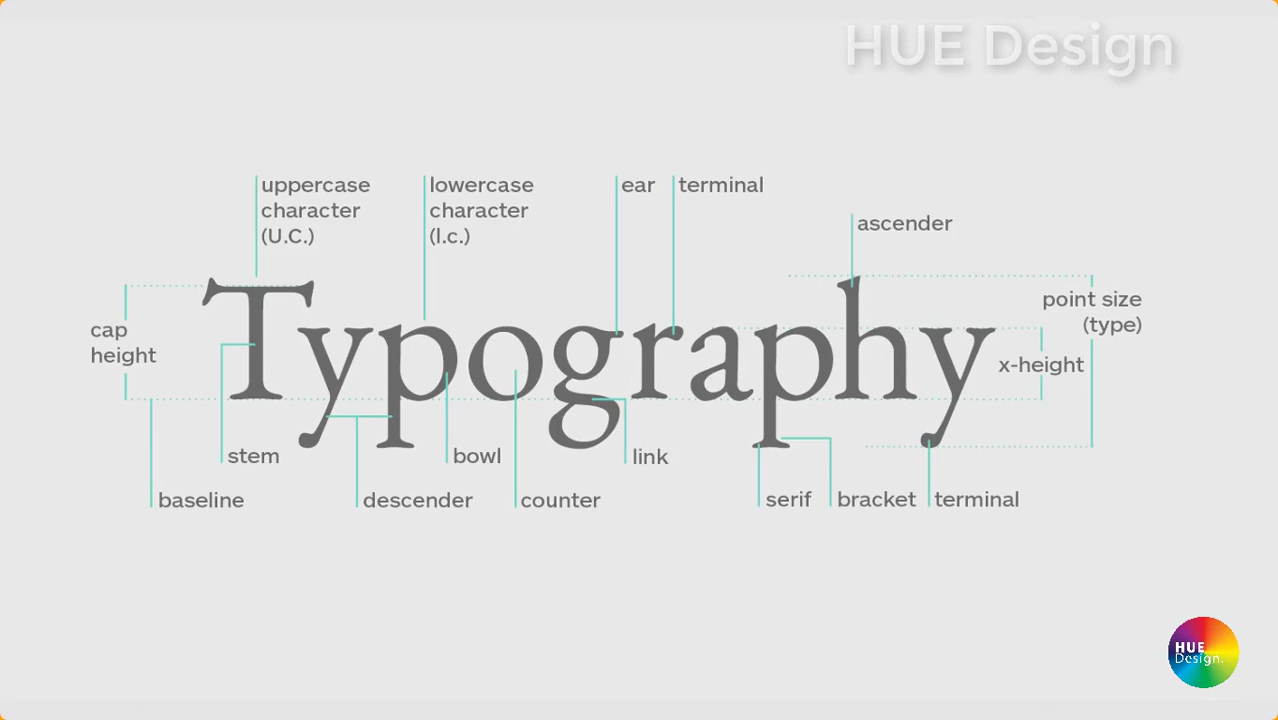 HUE Design
uppercase
character
(U.C.)
lowercase
character
(l.c.)
ear
terminal
ascender
cap
height
Typography
point size
(type)
x-height
stem
bowl
link
baseline
descender
counter
serif
bracket
terminal
HUE
Design.